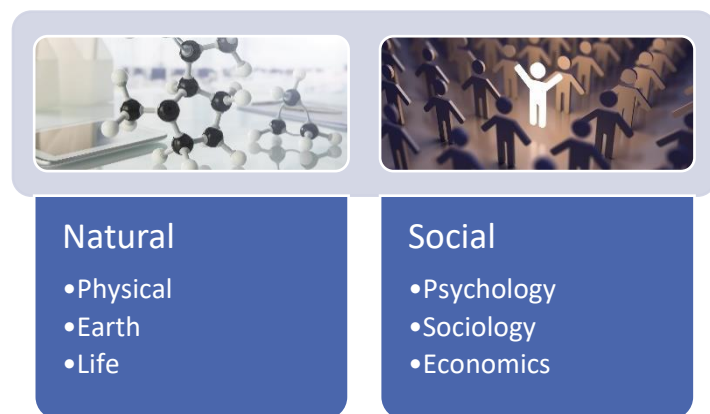 Natural
•Physical
•Earth
•Life
Social
•Psychology
•Sociology
•Economics